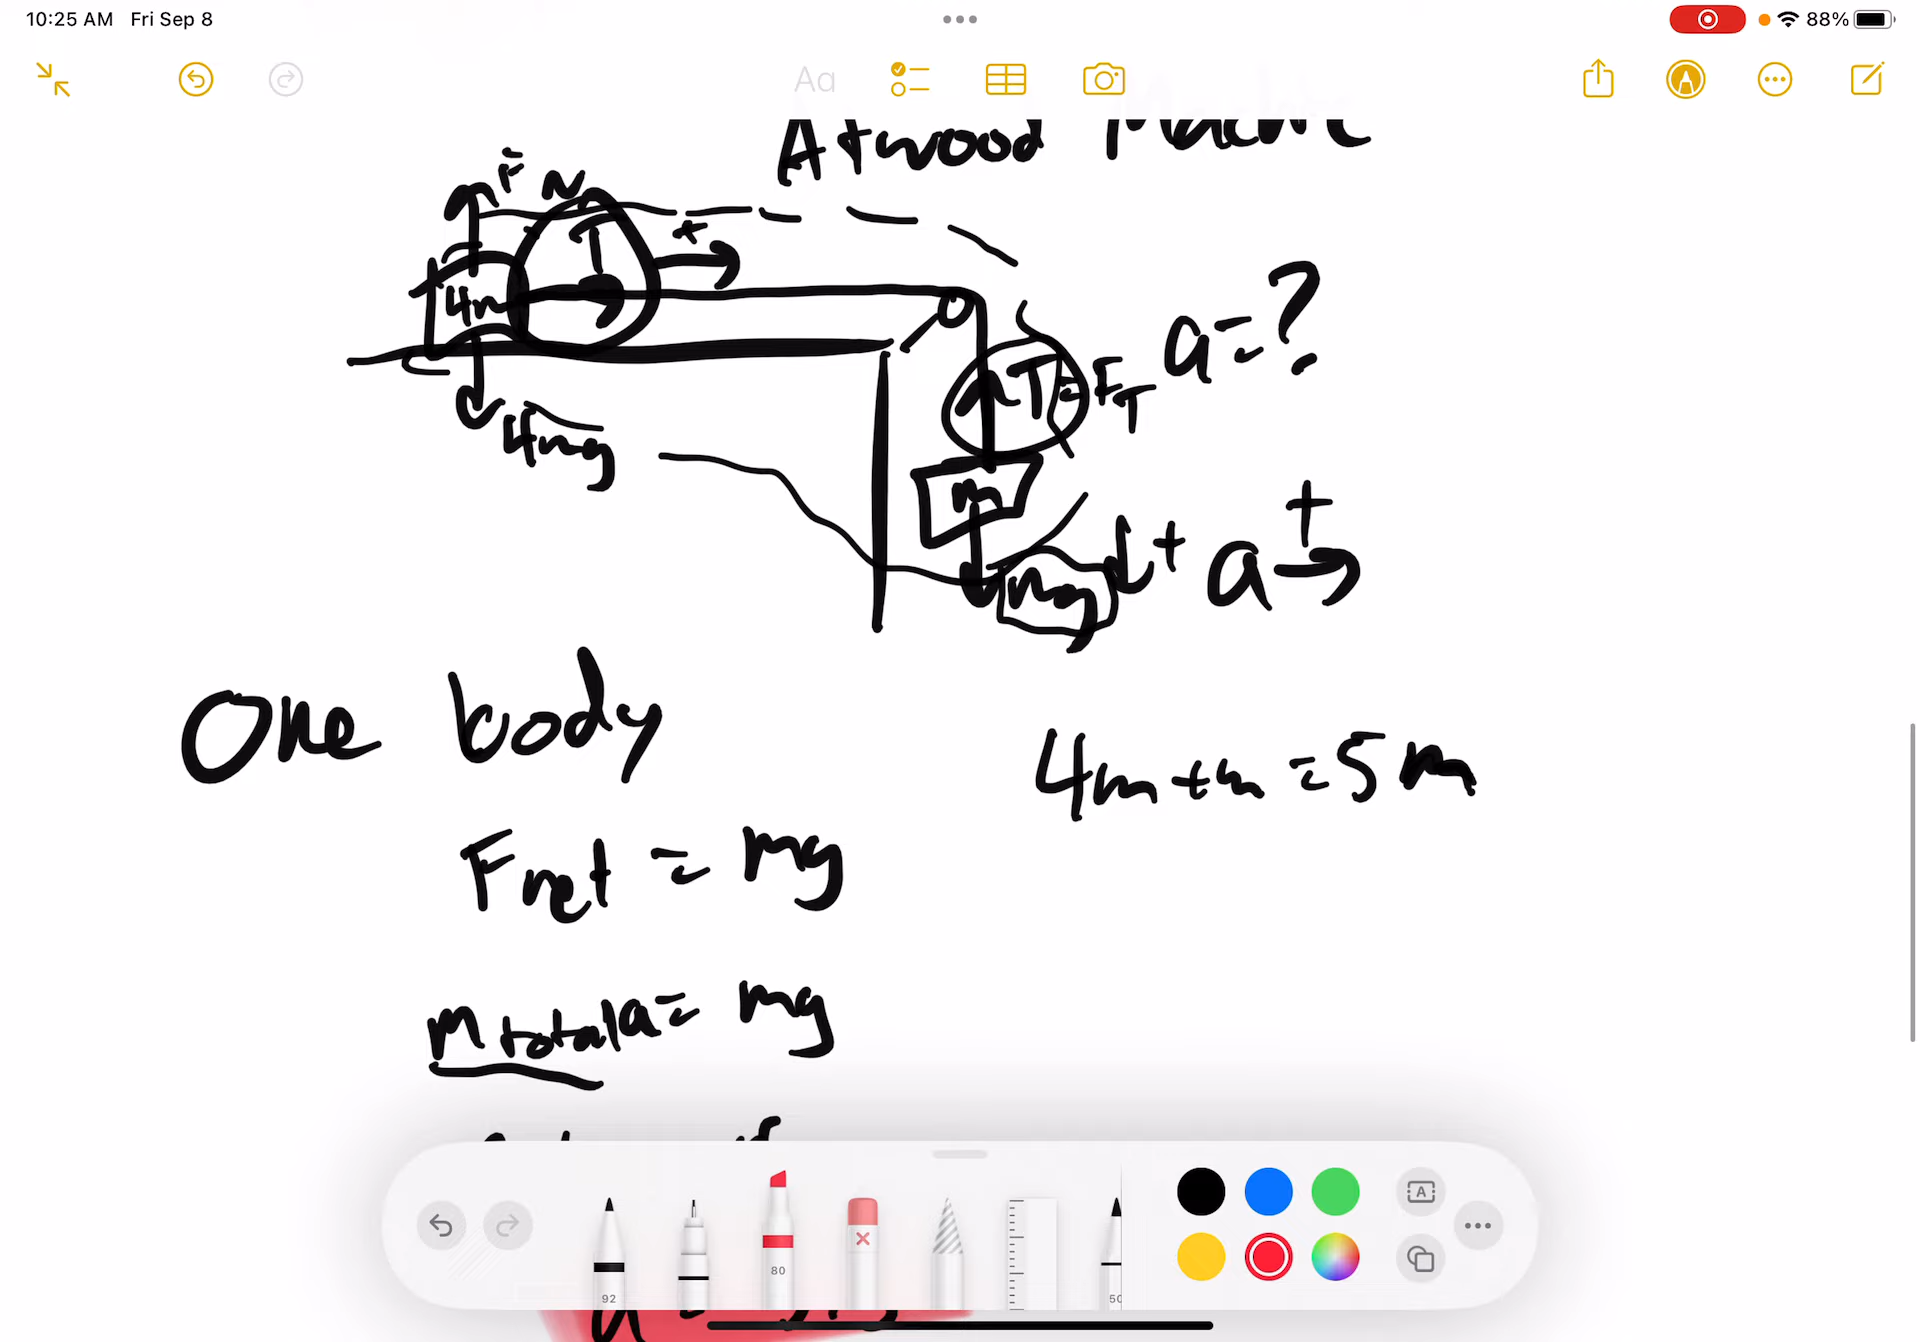 10:25 AM Fri Sep 8
88%
Aa
Atwood Machine
FN
T
+
4m
T = FT
a = ?
4mg
m
mg
↓+
a
+
→
One body
4m + m = 5m
Fnet = mg
mtotal a = mg
A
80
92
50